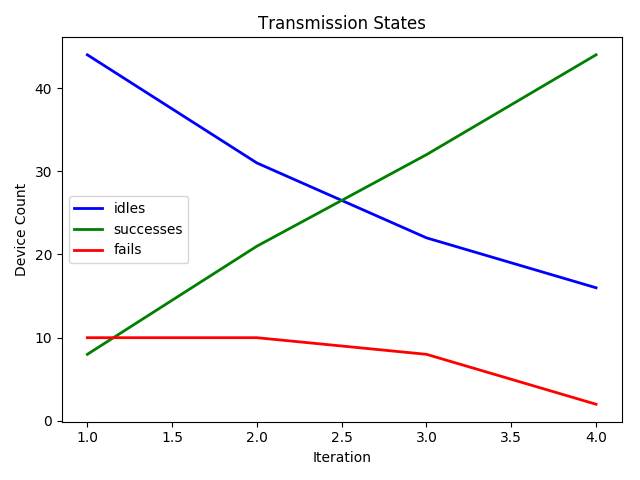 Transmission States
Device Count
40
30
20
10
0
idles
successes
fails
1.0 1.5 2.0 2.5 3.0 3.5 4.0
Iteration